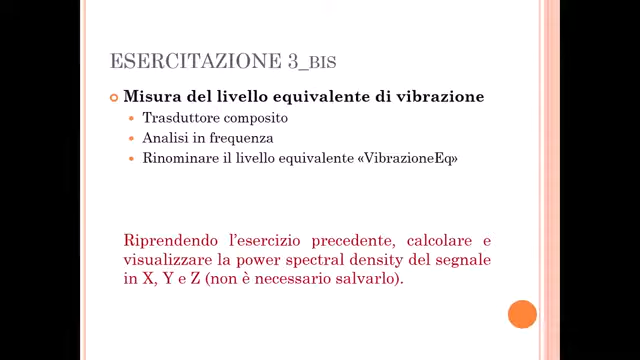 ESERCITAZIONE 3_BIS
Misura del livello equivalente di vibrazione
Trasduttore composito
Analisi in frequenza
Rinominare il livello equivalente «VibrazioneEq»
Riprendendo l'esercizio precedente, calcolare e
visualizzare la power spectral density del segnale
in X, Y e Z (non è necessario salvarlo).